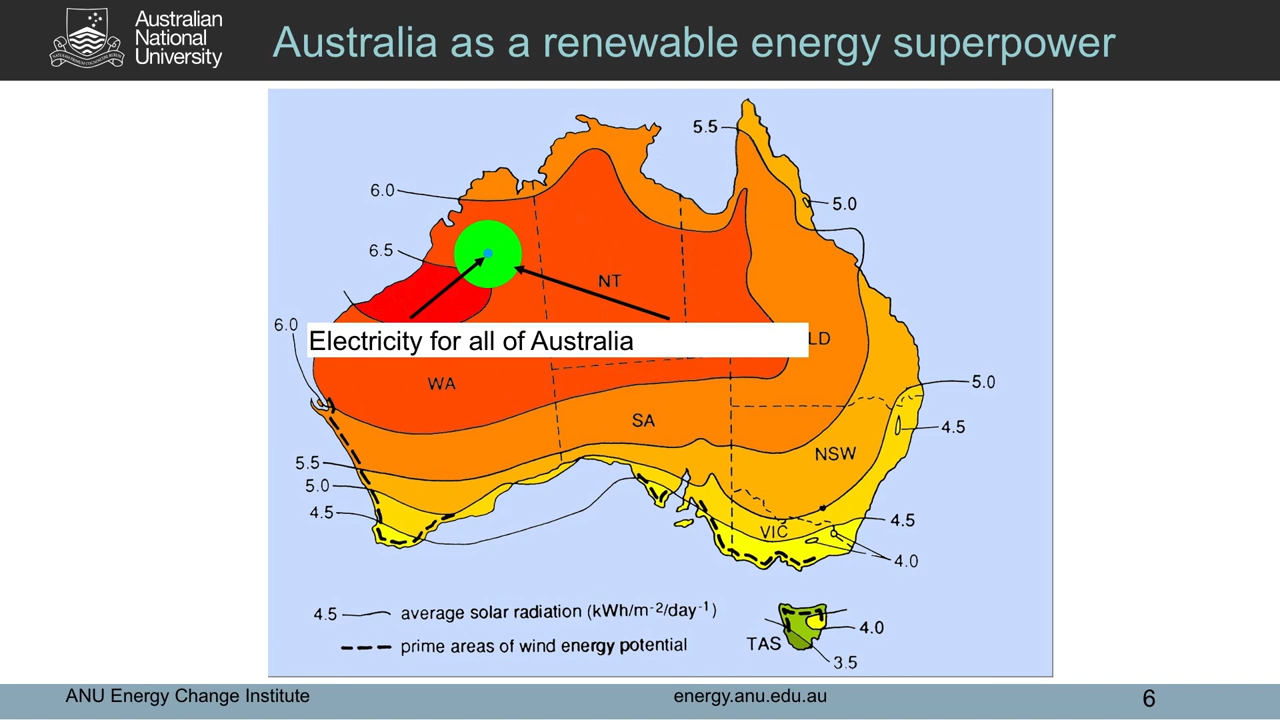 Australian
National
University
Australia as a renewable energy superpower
5.5
6.0
5.0
6.5
NT
6.0
Electricity for all of Australia
LD
WA
5.0
SA
4.5
NSW
5.5
5.0
4.5
4.5
VIC
4.0
4.5 average solar radiation (kWh/m-2/day-1)
prime areas of wind energy potential
TAS
4.0
3.5
ANU Energy Change Institute
energy.anu.edu.au
6